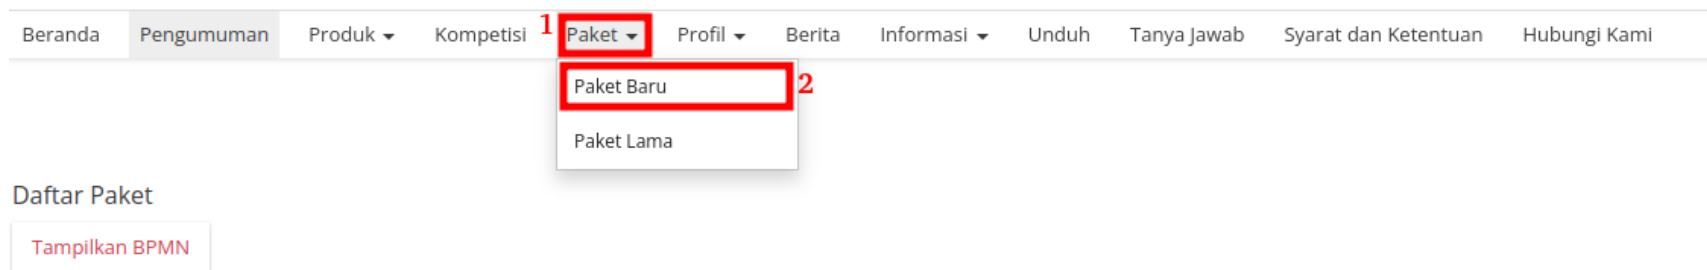 Beranda Pengumuman Produk Kompetisi 1 Paket Profil Berita Informasi Unduh Tanya Jawab Syarat dan Ketentuan Hubungi Kami
Paket Baru 2
Paket Lama
Daftar Paket
Tampilkan BPMN